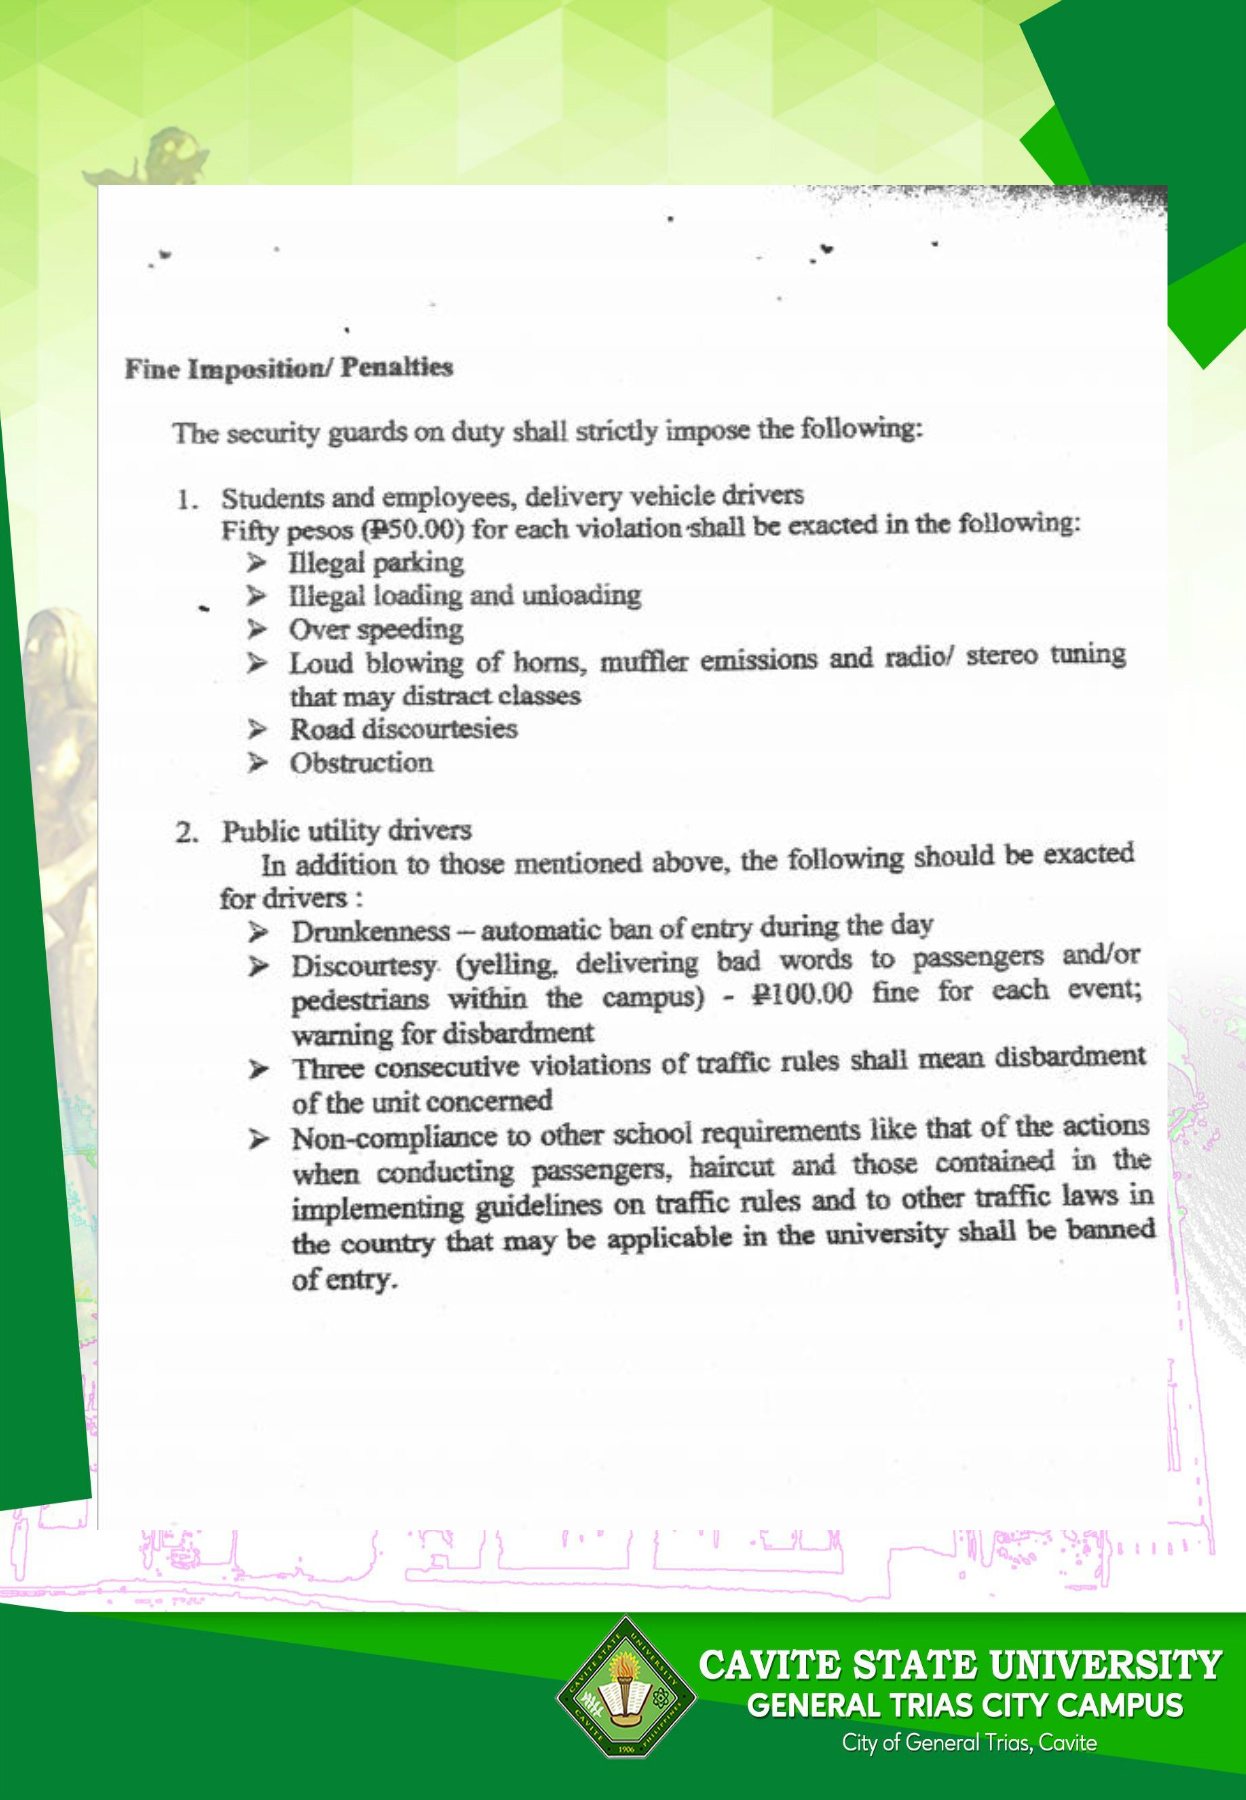 Fine Imposition/ Penalties
The security guards on duty shall strictly impose the following:
1. Students and employees, delivery vehicle drivers
Fifty pesos (₱50.00) for each violation shall be exacted in the following:
➢ Illegal parking
➢ Illegal loading and unloading
➢ Over speeding
➢ Loud blowing of horns, muffler emissions and radio/ stereo tuning
that may distract classes
➢ Road discourtesies
➢ Obstruction
2. Public utility drivers
In addition to those mentioned above, the following should be exacted
for drivers :
➢ Drunkenness – automatic ban of entry during the day
➢ Discourtesy (yelling, delivering bad words to passengers and/or
pedestrians within the campus) - ₱100.00 fine for each event;
warning for disbardment
➢ Three consecutive violations of traffic rules shall mean disbardment
of the unit concerned
➢ Non-compliance to other school requirements like that of the actions
when conducting passengers, haircut and those contained in the
implementing guidelines on traffic rules and to other traffic laws in
the country that may be applicable in the university shall be banned
of entry.
CAVITE STATE UNIVERSITY
CAVITE
PHILIPPINES
1906
CAVITE STATE UNIVERSITY
GENERAL TRIAS CITY CAMPUS
City of General Trias, Cavite